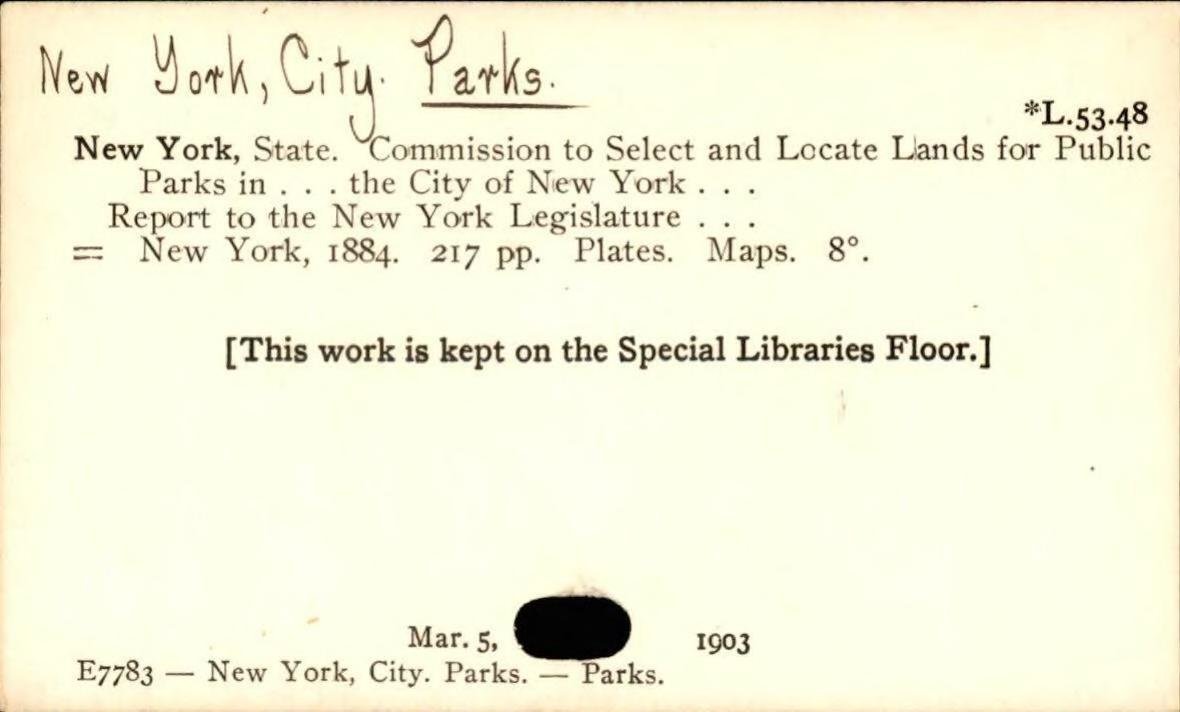 New York, City. Parks.
*L.53.48
New York, State. Commission to Select and Locate Lands for Public
Parks in . . . the City of New York . . .
Report to the New York Legislature . . .
= New York, 1884. 217 pp. Plates. Maps. 8°.
[This work is kept on the Special Libraries Floor.]
Mar. 5, 1903
E7783 — New York, City. Parks. — Parks.